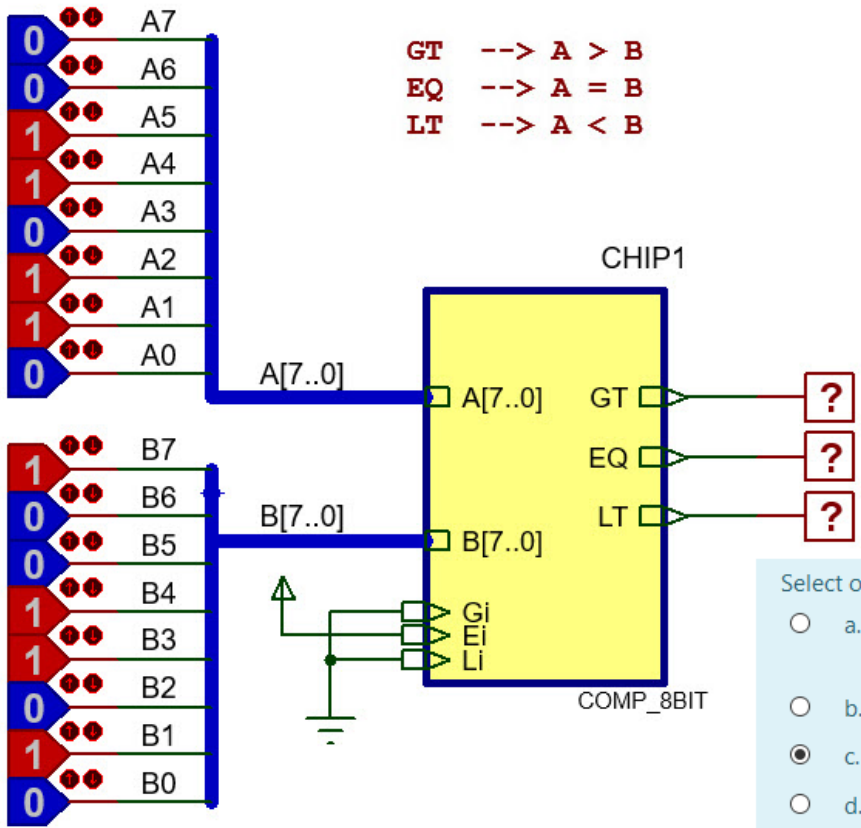 0 A7
0 A6
1 A5
1 A4
0 A3
1 A2
1 A1
0 A0
A[7..0]
1 B7
0 B6
0 B5
1 B4
1 B3
0 B2
1 B1
0 B0
B[7..0]
GT --> A > B
EQ --> A = B
LT --> A < B
CHIP1
A[7..0] GT ?
EQ ?
B[7..0] LT ?
Gi
Ei
Li
COMP_8BIT
Select o
a.
b.
c.
d.